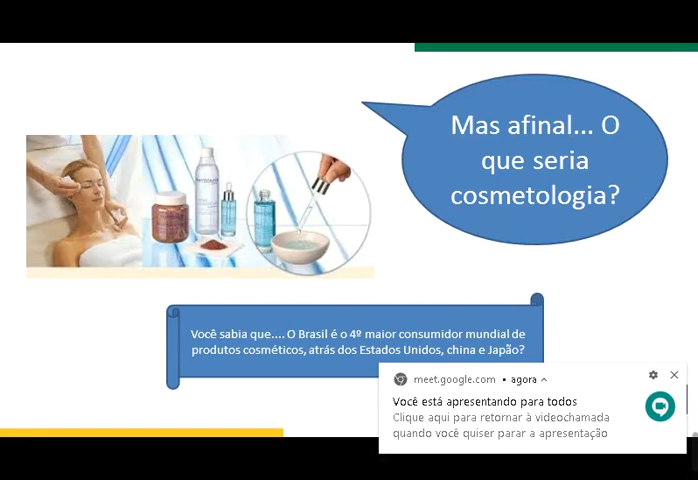 Mas afinal... O
que seria
cosmetologia?
Você sabia que.... O Brasil é o 4º maior consumidor mundial de
produtos cosméticos, atrás dos Estados Unidos, china e Japão?
meet.google.com • agora
Você está apresentando para todos
Clique aqui para retornar à videochamada
quando você quiser parar a apresentação